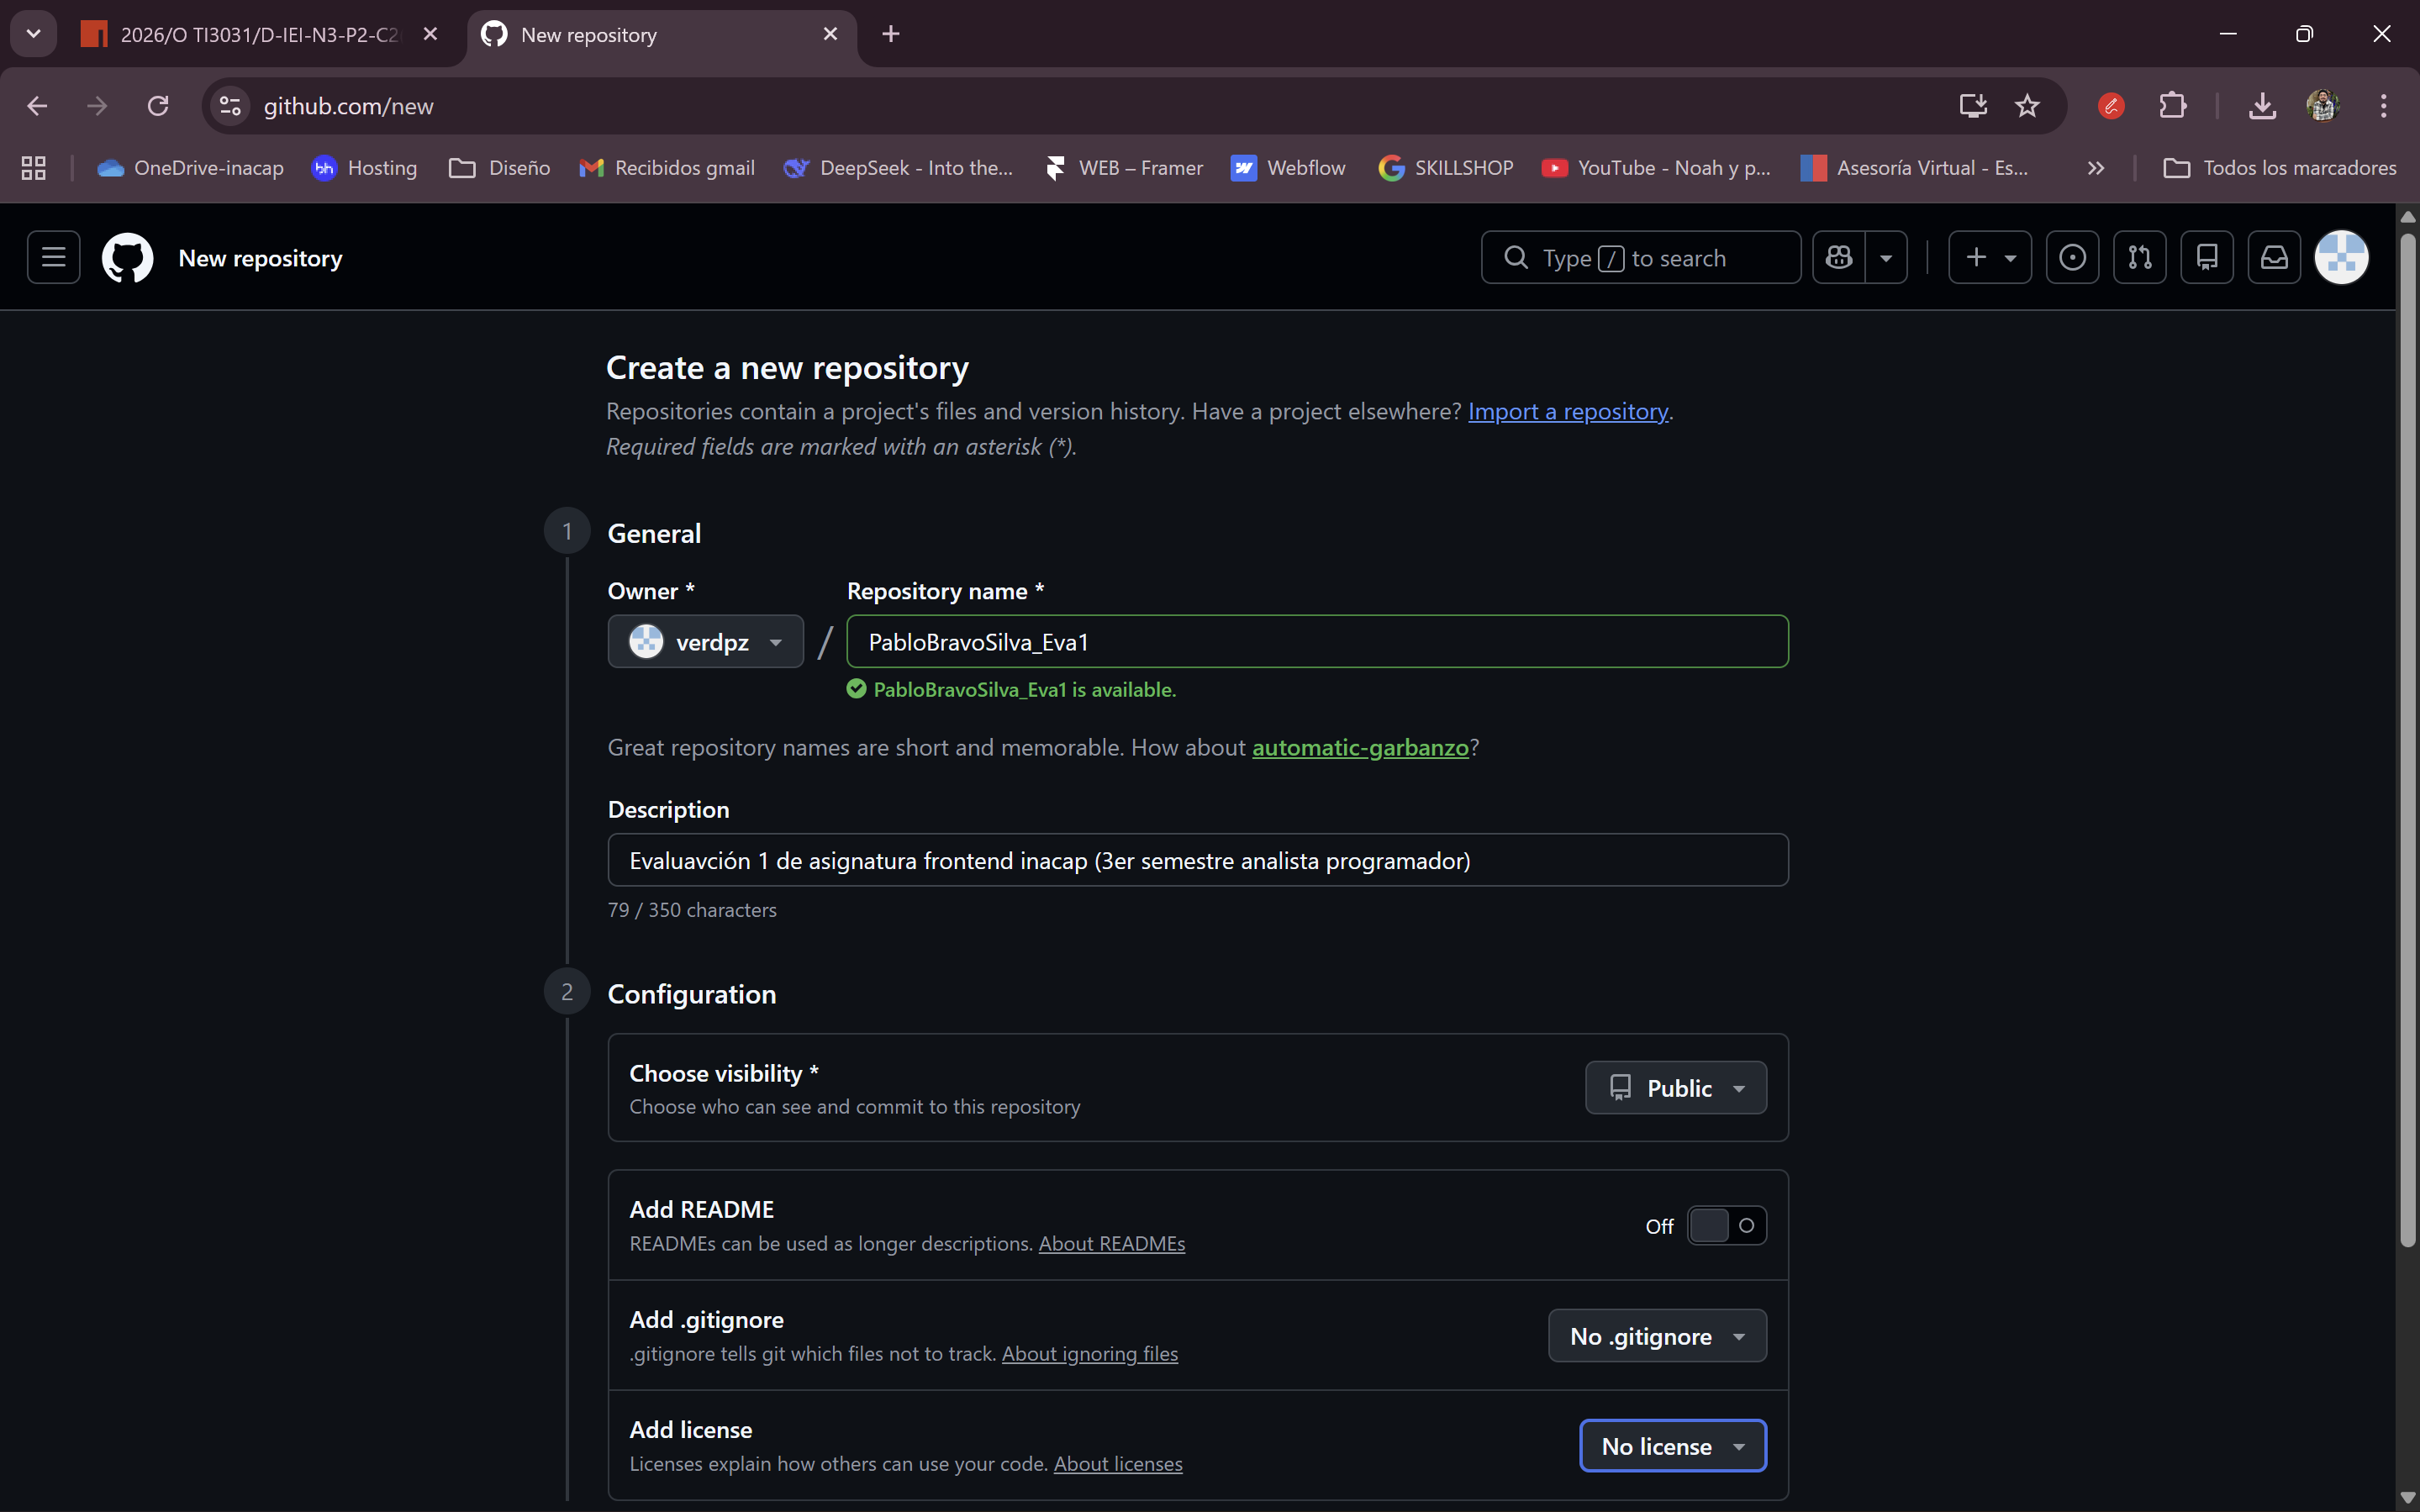 2026/O TI3031/D-IEI-N3-P2-C2
New repository
github.com/new
OneDrive-inacap
Hosting
Diseño
Recibidos gmail
DeepSeek - Into the...
WEB – Framer
Webflow
SKILLSHOP
YouTube - Noah y p...
Asesoría Virtual - Es...
Todos los marcadores
New repository
Type / to search
Create a new repository
Repositories contain a project's files and version history. Have a project elsewhere? Import a repository.
Required fields are marked with an asterisk (*).
1
General
Owner *
Repository name *
verdpz
/
PabloBravoSilva_Eva1
PabloBravoSilva_Eva1 is available.
Great repository names are short and memorable. How about automatic-garbanzo?
Description
Evaluavción 1 de asignatura frontend inacap (3er semestre analista programador)
79 / 350 characters
2
Configuration
Choose visibility *
Choose who can see and commit to this repository
Public
Add README
READMEs can be used as longer descriptions. About READMEs
Off
Add .gitignore
.gitignore tells git which files not to track. About ignoring files
No .gitignore
Add license
Licenses explain how others can use your code. About licenses
No license